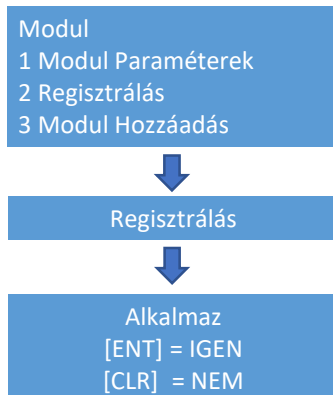 Modul
1 Modul Paraméterek
2 Regisztrálás
3 Modul Hozzáadás
Regisztrálás
Alkalmaz
[ENT] = IGEN
[CLR] = NEM